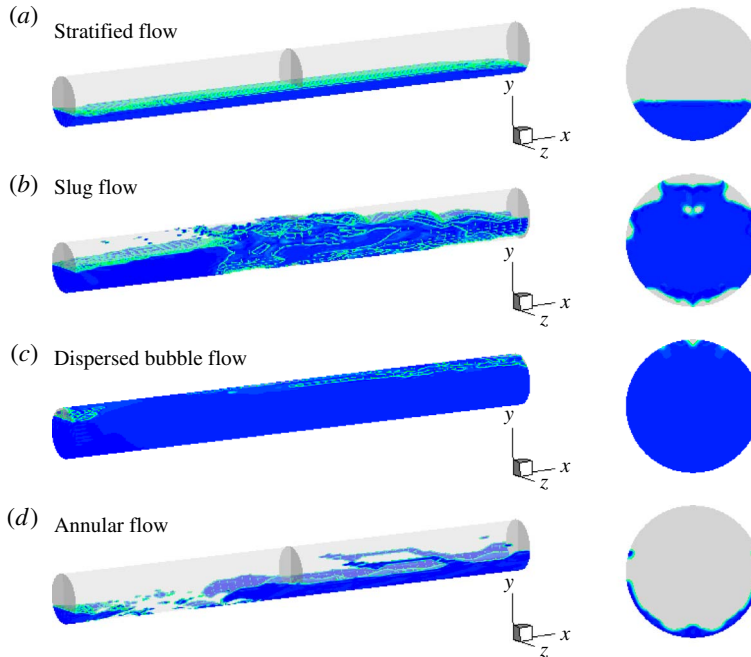 (a) Stratified flow
y
x
z
(b) Slug flow
y
x
z
(c) Dispersed bubble flow
y
x
z
(d) Annular flow
y
x
z